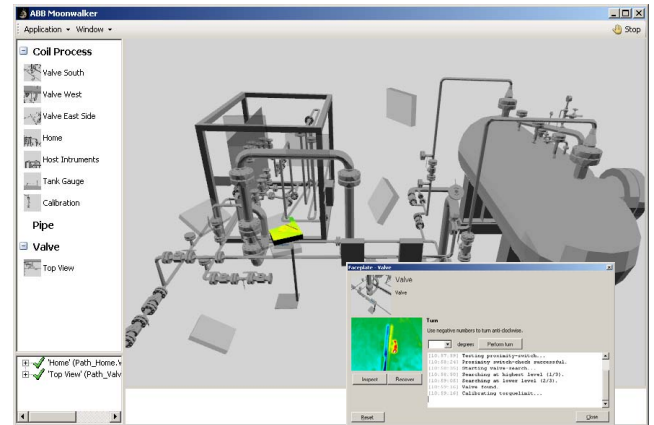 ABB Moonwalker
Application Window
Stop
Coil Process
Valve South
Valve West
Valve East Side
Home
Host Intruments
Tank Gauge
Calibration
Pipe
Valve
Top View
'Home' (Path_Home.
'Top View' (Path_Valv
Faceplate - Valve
Valve
Valve
Turn
Use negative numbers to turn anti-clockwise.
degrees Perform turn
Testing proximity-switch...
Proximity switch-check successful.
Starting valve-search...
Searching at highest level (1/3).
Searching at lower level (2/3).
Valve found.
Calibrating torquelimit...
Inspect Recover
Reset Close